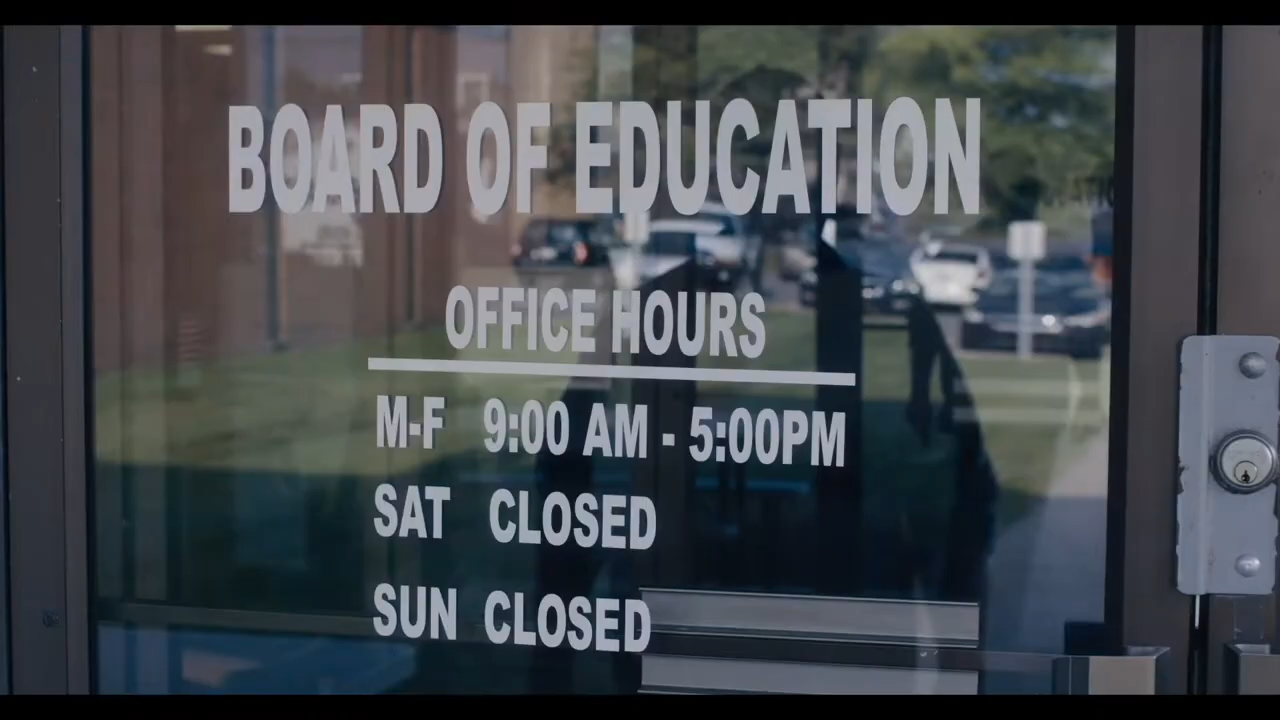 BOARD OF EDUCATION
OFFICE HOURS
M-F 9:00 AM - 5:00PM
SAT CLOSED
SUN CLOSED